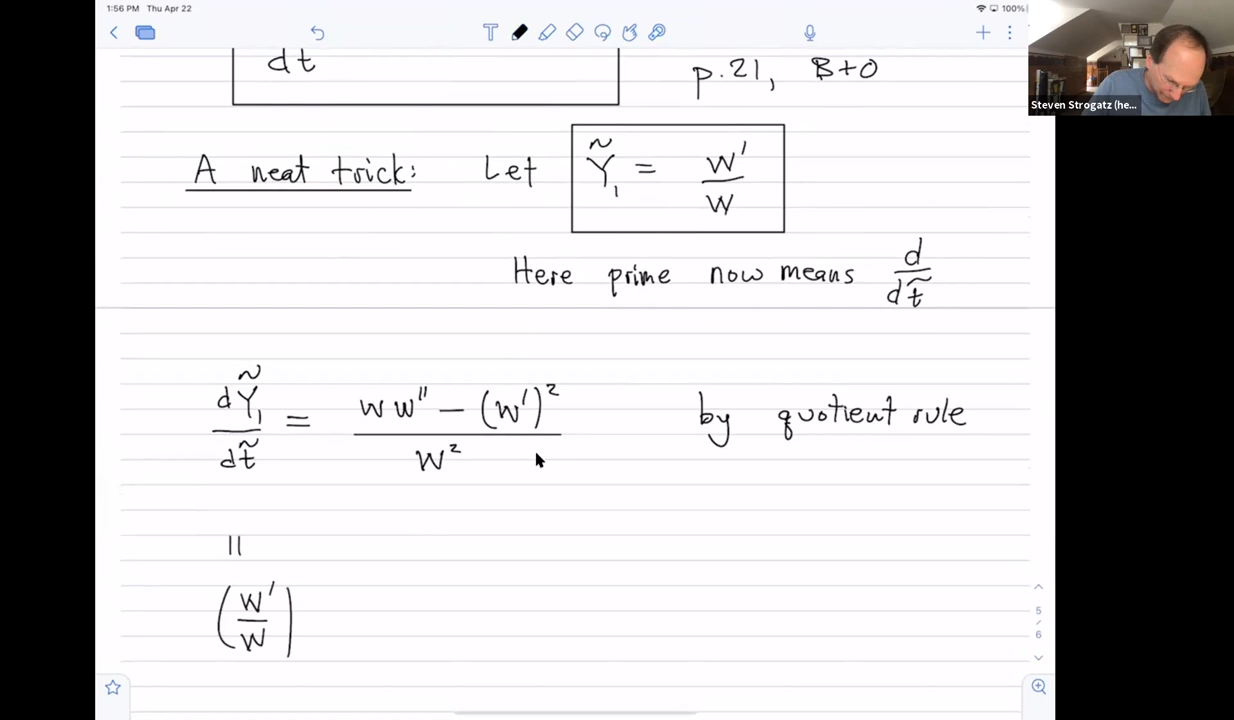 1:56 PM Thu Apr 22
100%
Steven Strogatz (he...
dt
p.21, B+O
A neat trick: Let Ỹ₁ = W'/W
Here prime now means d/dt̃
dỸ₁/dt̃ = (W W'' − (W')²)/W² by quotient rule
||
(W'/W)
5
/
6